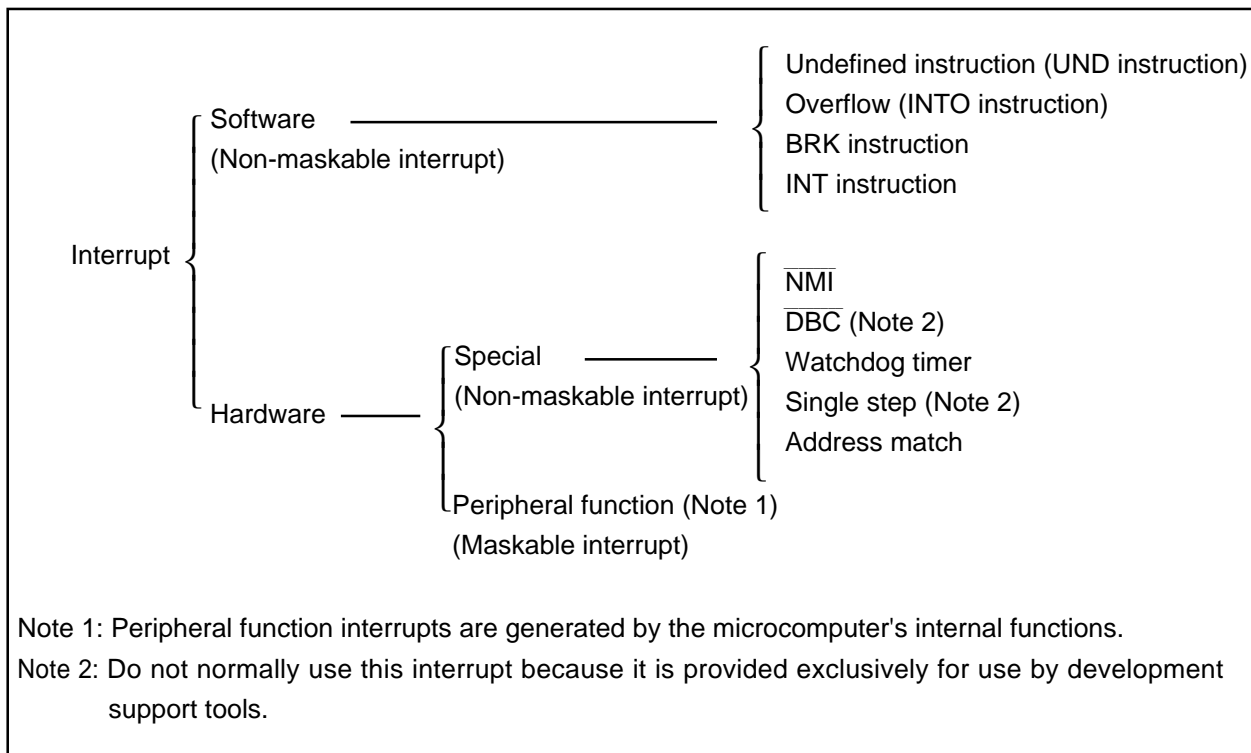 Undefined instruction (UND instruction)
Overflow (INTO instruction)
BRK instruction
INT instruction
Software
(Non-maskable interrupt)
Interrupt
Hardware
Special
(Non-maskable interrupt)
Peripheral function (Note 1)
(Maskable interrupt)
N̅M̅I̅
D̅B̅C̅ (Note 2)
Watchdog timer
Single step (Note 2)
Address match
Note 1: Peripheral function interrupts are generated by the microcomputer's internal functions.
Note 2: Do not normally use this interrupt because it is provided exclusively for use by development
support tools.